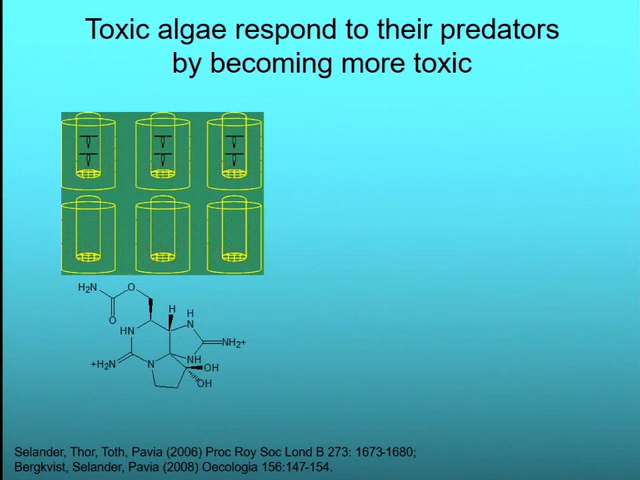 Toxic algae respond to their predators
by becoming more toxic
H₂N
O
O
H
H
N
HN
NH2+
+H₂N
N
NH
OH
OH
Selander, Thor, Toth, Pavia (2006) Proc Roy Soc Lond B 273: 1673-1680;
Bergkvist, Selander, Pavia (2008) Oecologia 156:147-154.